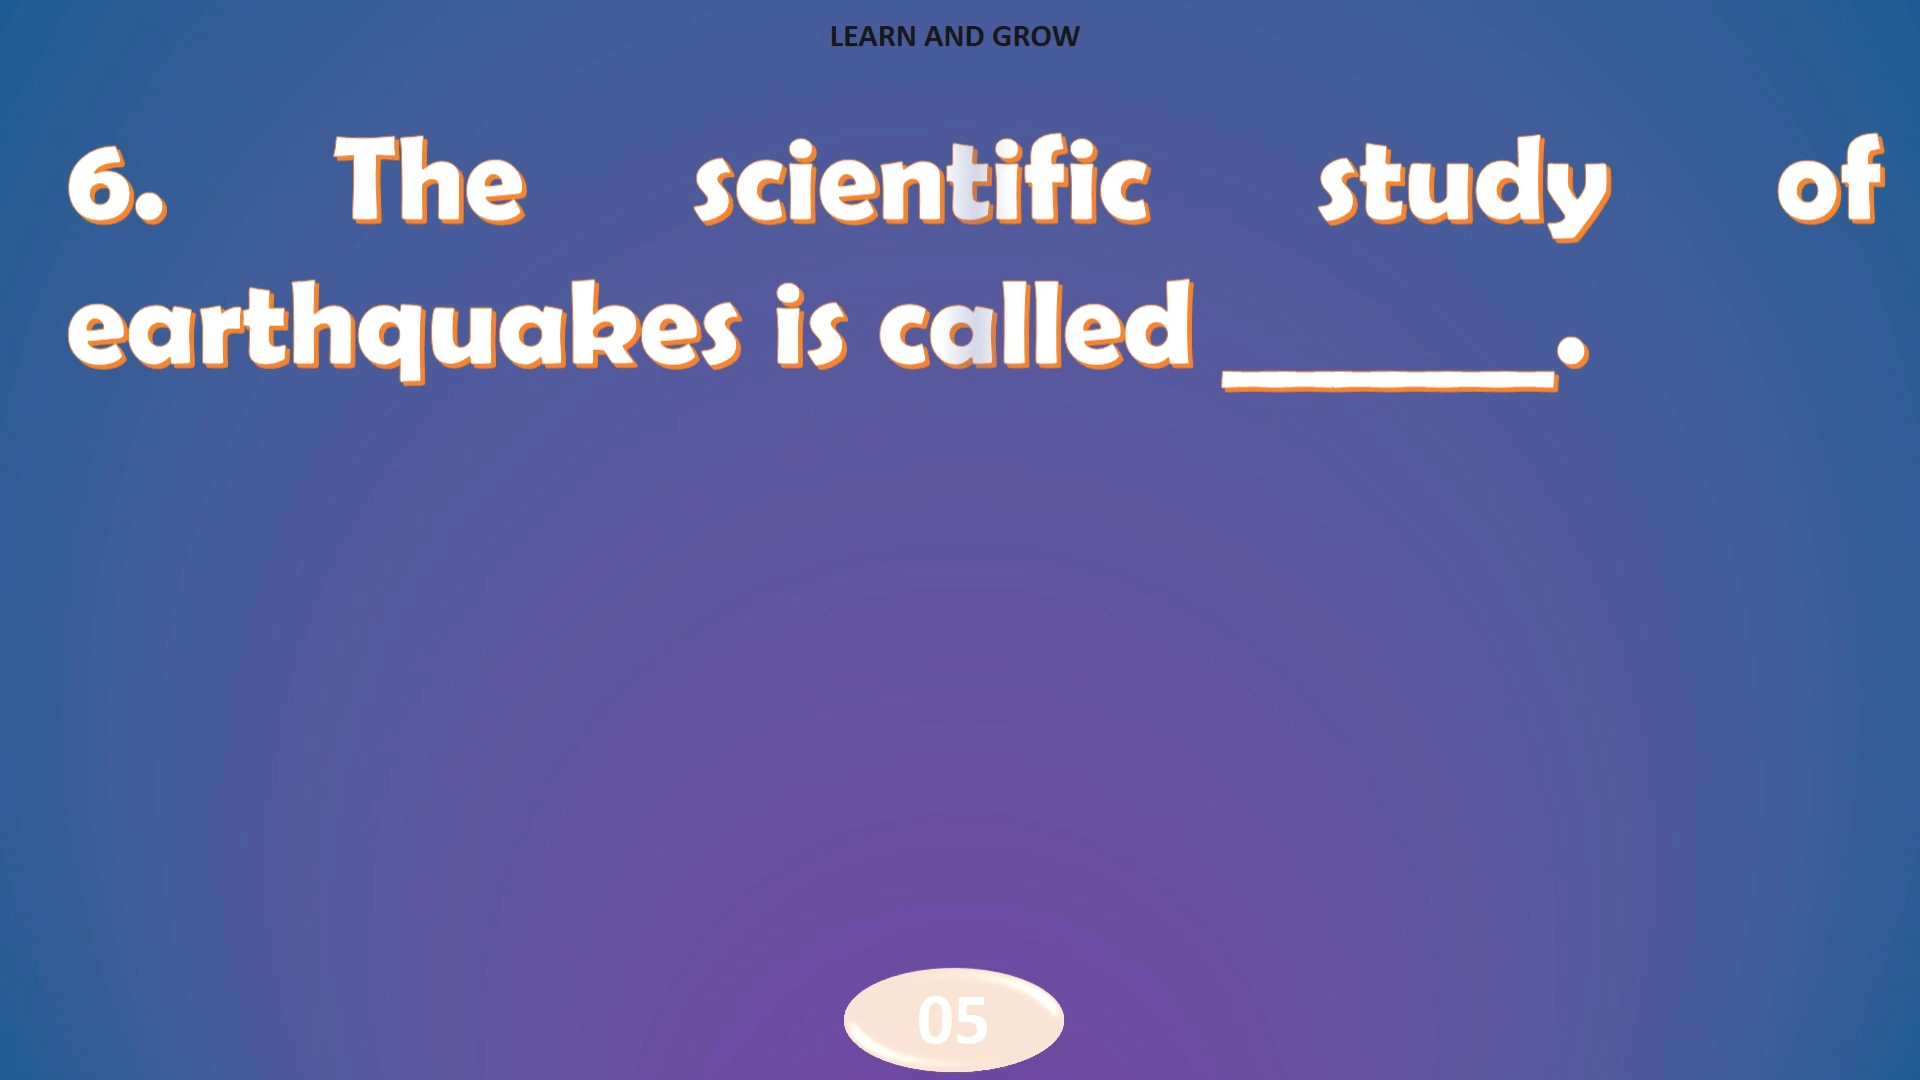 LEARN AND GROW
6. The scientific study of
earthquakes is called ______.
05